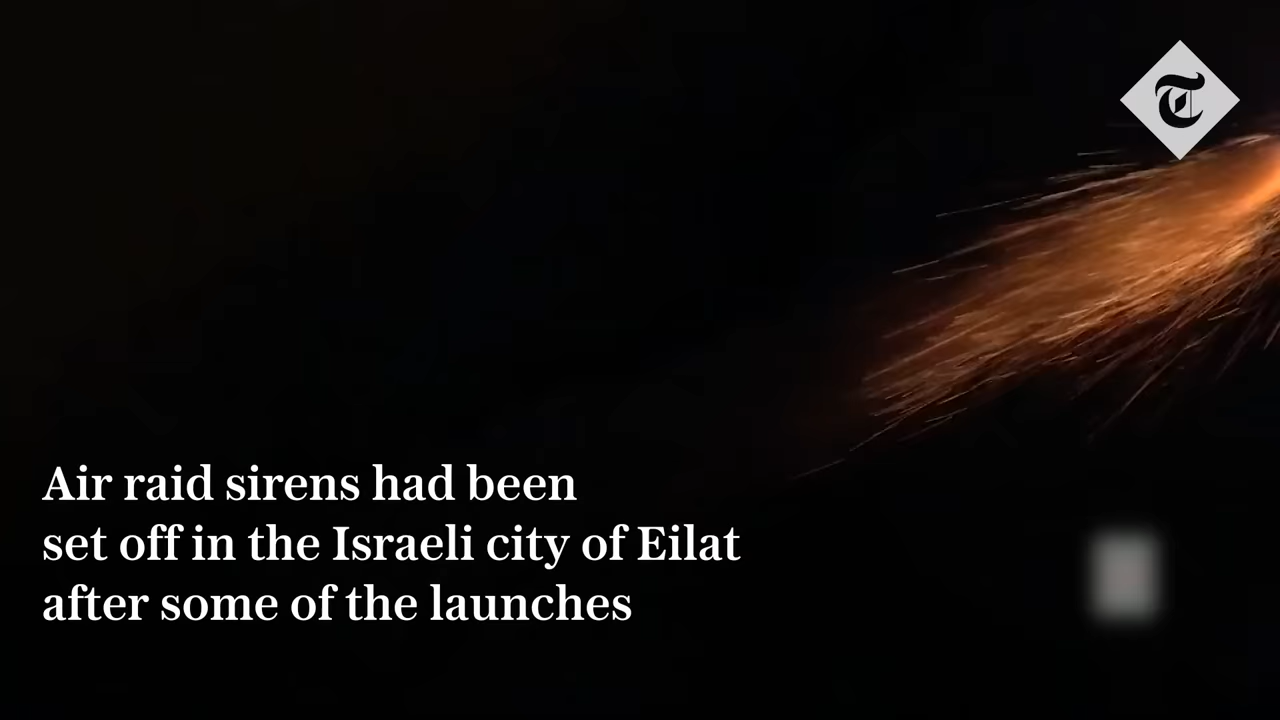 T
Air raid sirens had been
set off in the Israeli city of Eilat
after some of the launches